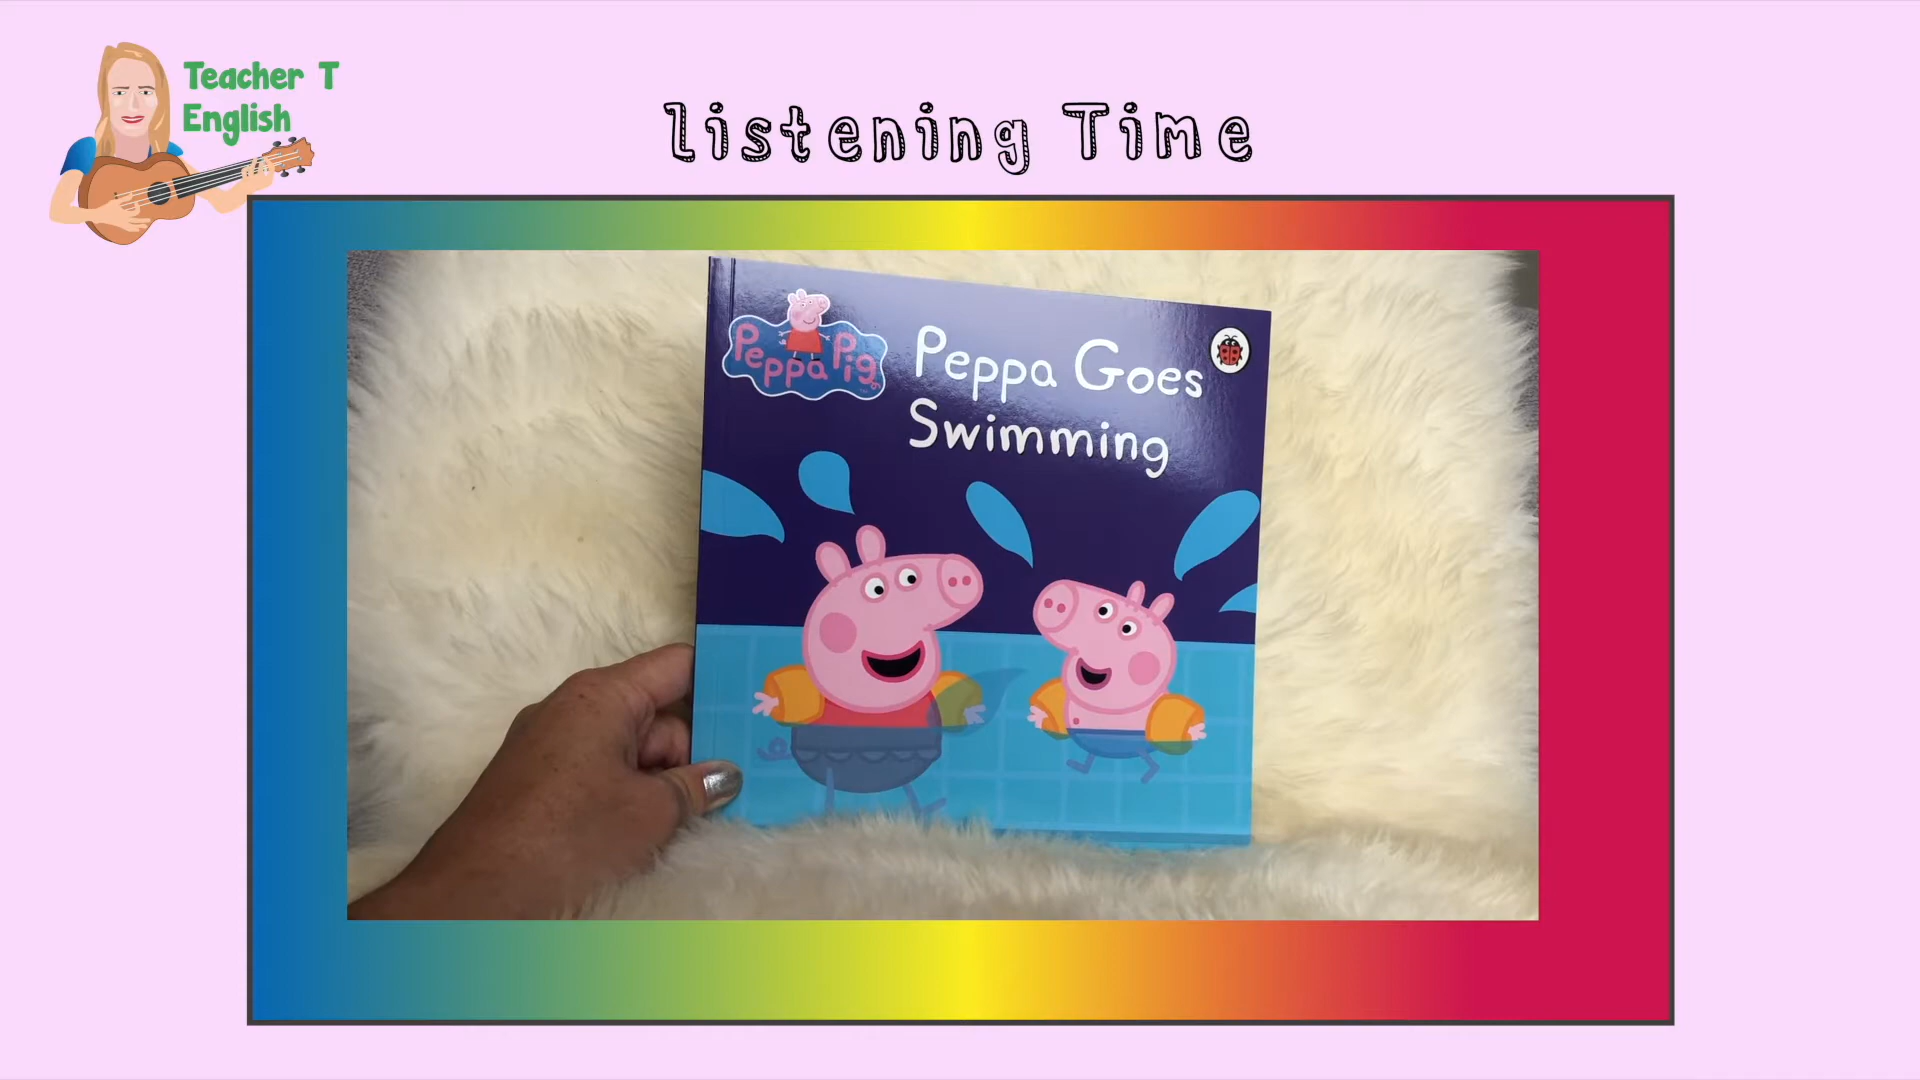 Teacher T
English
Listening Time
Peppa Pig
Peppa Goes
Swimming